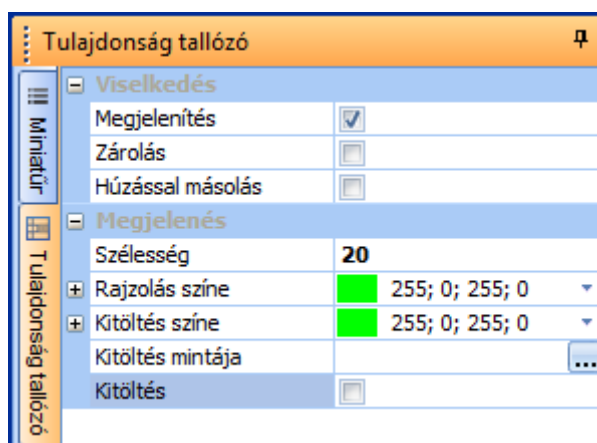 Tulajdonság tallózó
Miniatűr
Tulajdonság tallózó
Viselkedés
Megjelenítés
Zárolás
Húzással másolás
Megjelenés
Szélesség 20
Rajzolás színe 255; 0; 255; 0
Kitöltés színe 255; 0; 255; 0
Kitöltés mintája ...
Kitöltés